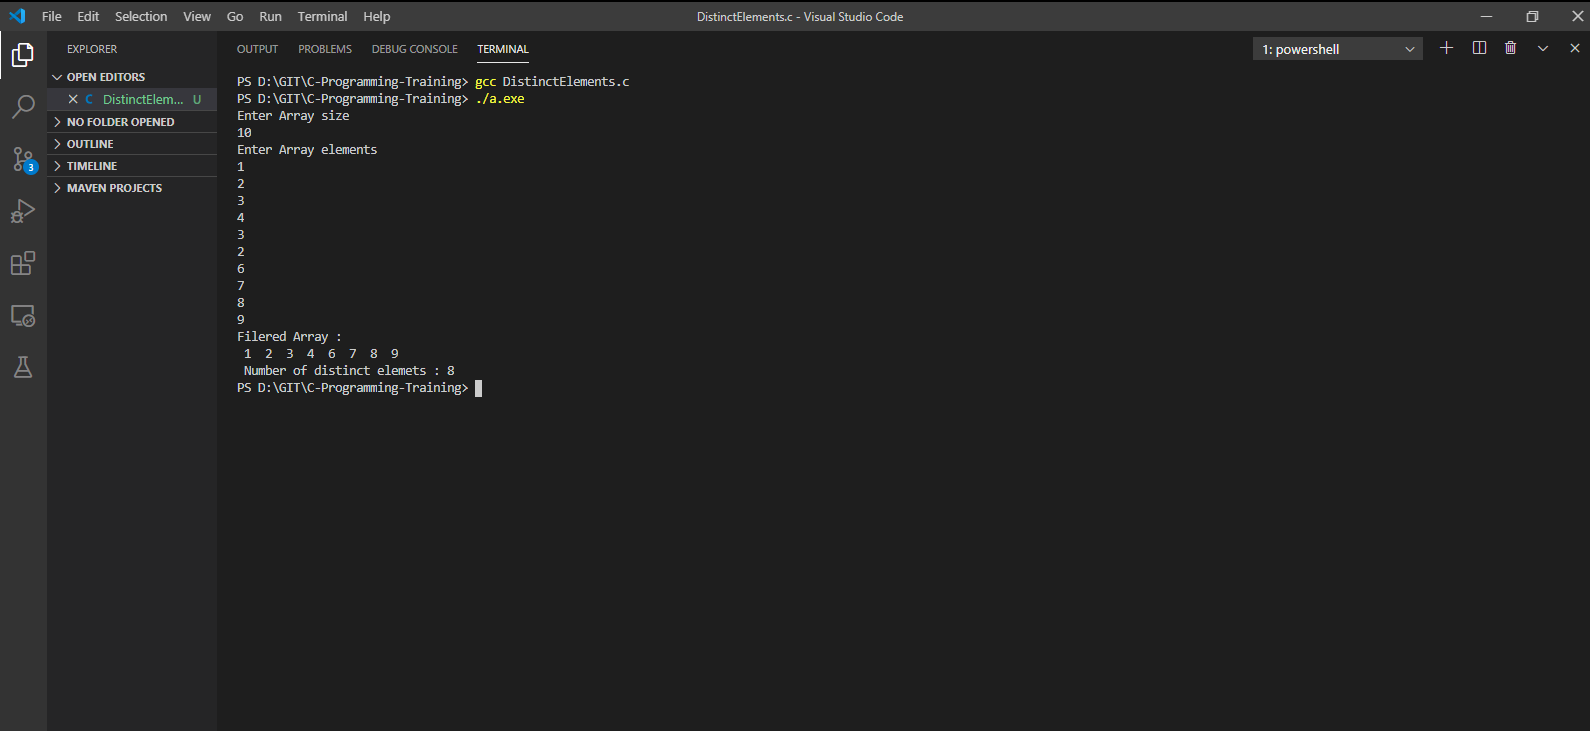 File Edit Selection View Go Run Terminal Help
DistinctElements.c - Visual Studio Code
EXPLORER
OPEN EDITORS
C DistinctElem... U
NO FOLDER OPENED
OUTLINE
TIMELINE
MAVEN PROJECTS
3
OUTPUT PROBLEMS DEBUG CONSOLE TERMINAL
1: powershell
PS D:\GIT\C-Programming-Training> gcc DistinctElements.c
PS D:\GIT\C-Programming-Training> ./a.exe
Enter Array size
10
Enter Array elements
1
2
3
4
3
2
6
7
8
9
Filered Array :
1 2 3 4 6 7 8 9
Number of distinct elemets : 8
PS D:\GIT\C-Programming-Training>